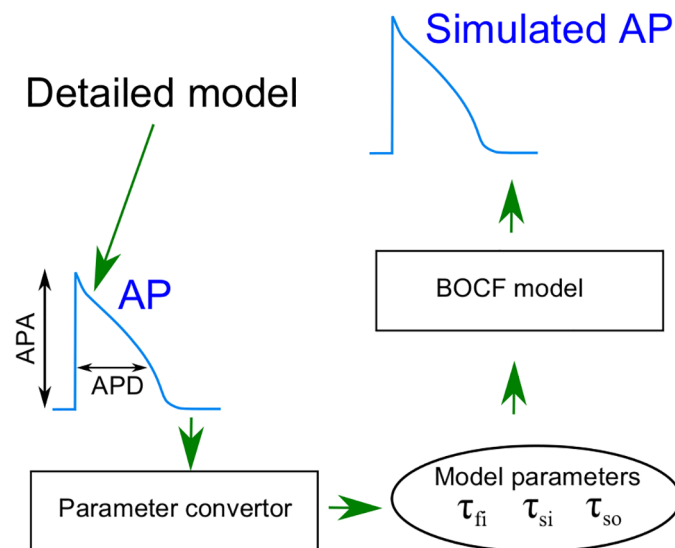 Simulated AP
Detailed model
AP
APA
APD
BOCF model
Parameter convertor
Model parameters
τfi τsi τso